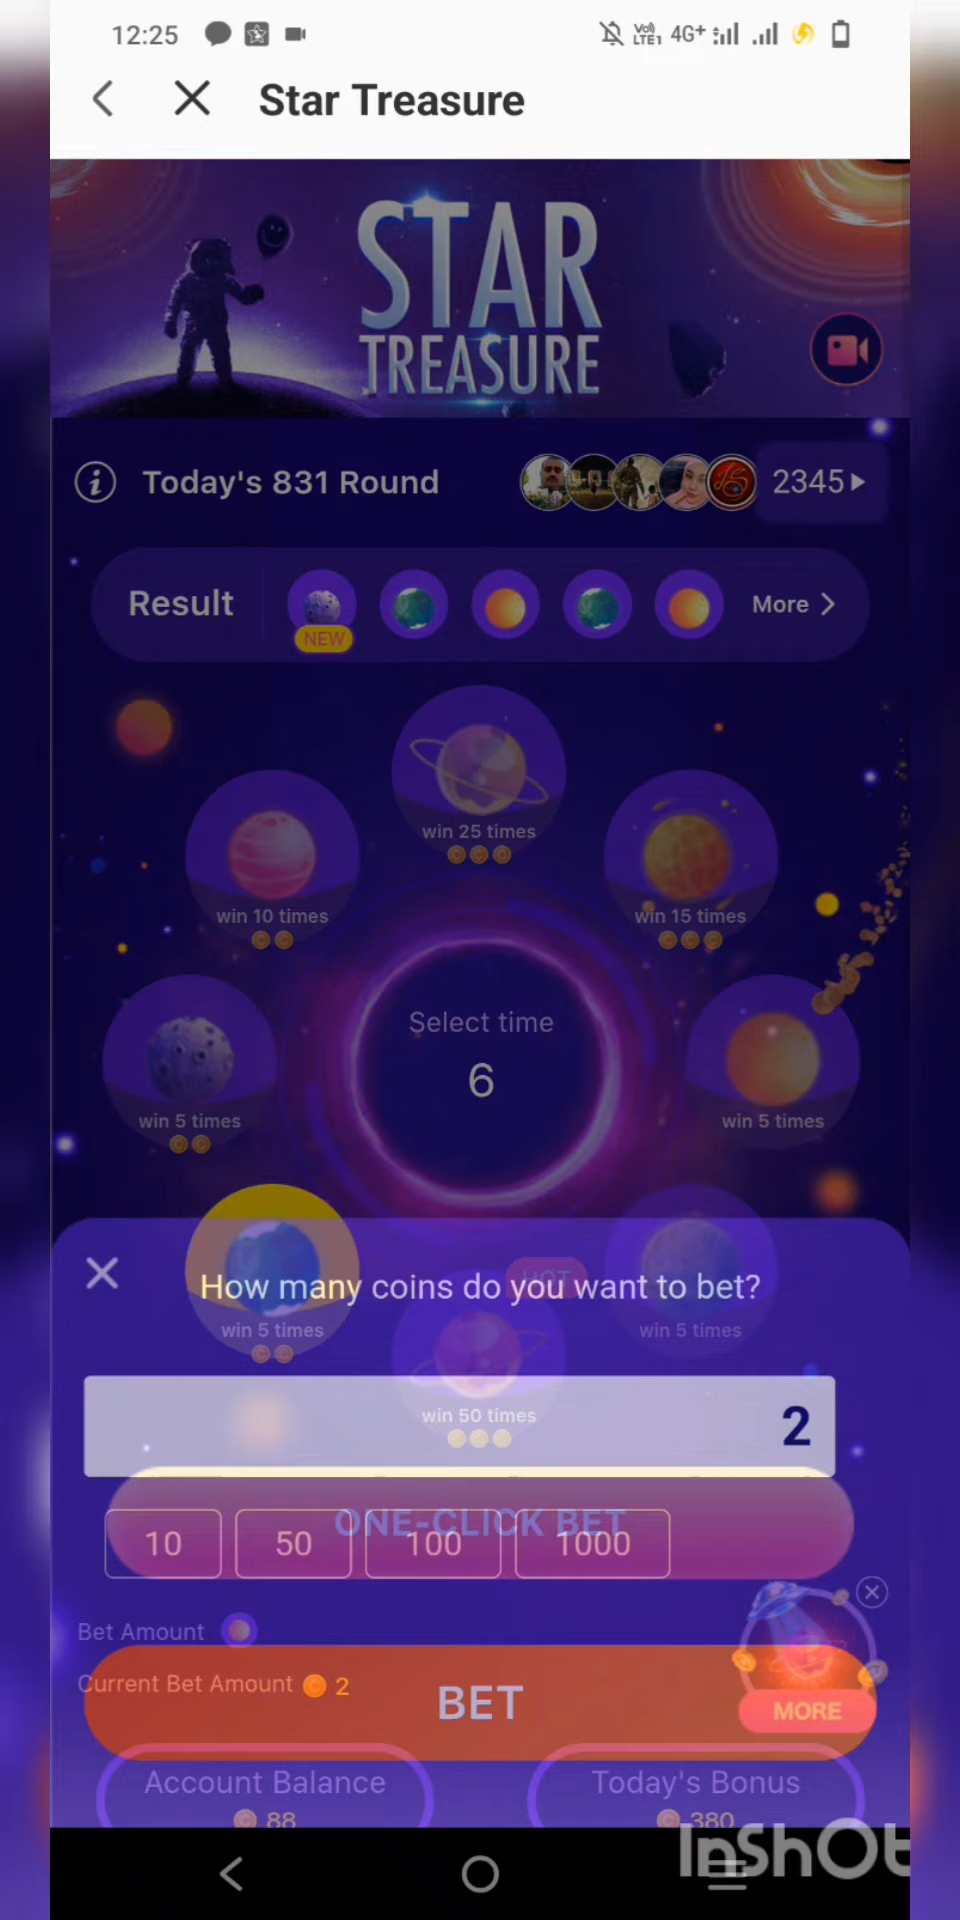 12:25
Vo)) LTE1 4G+
Star Treasure
STAR
TREASURE
Today's 831 Round
2345
Result
NEW
More
win 25 times
win 10 times
win 15 times
Select time
6
win 5 times
win 5 times
HOT
How many coins do you want to bet?
win 5 times
win 5 times
win 50 times
2
ONE-CLICK BET
10 50 100 1000
Bet Amount
Current Bet Amount 2
BET
MORE
Account Balance
Today's Bonus
88
380
InShOt